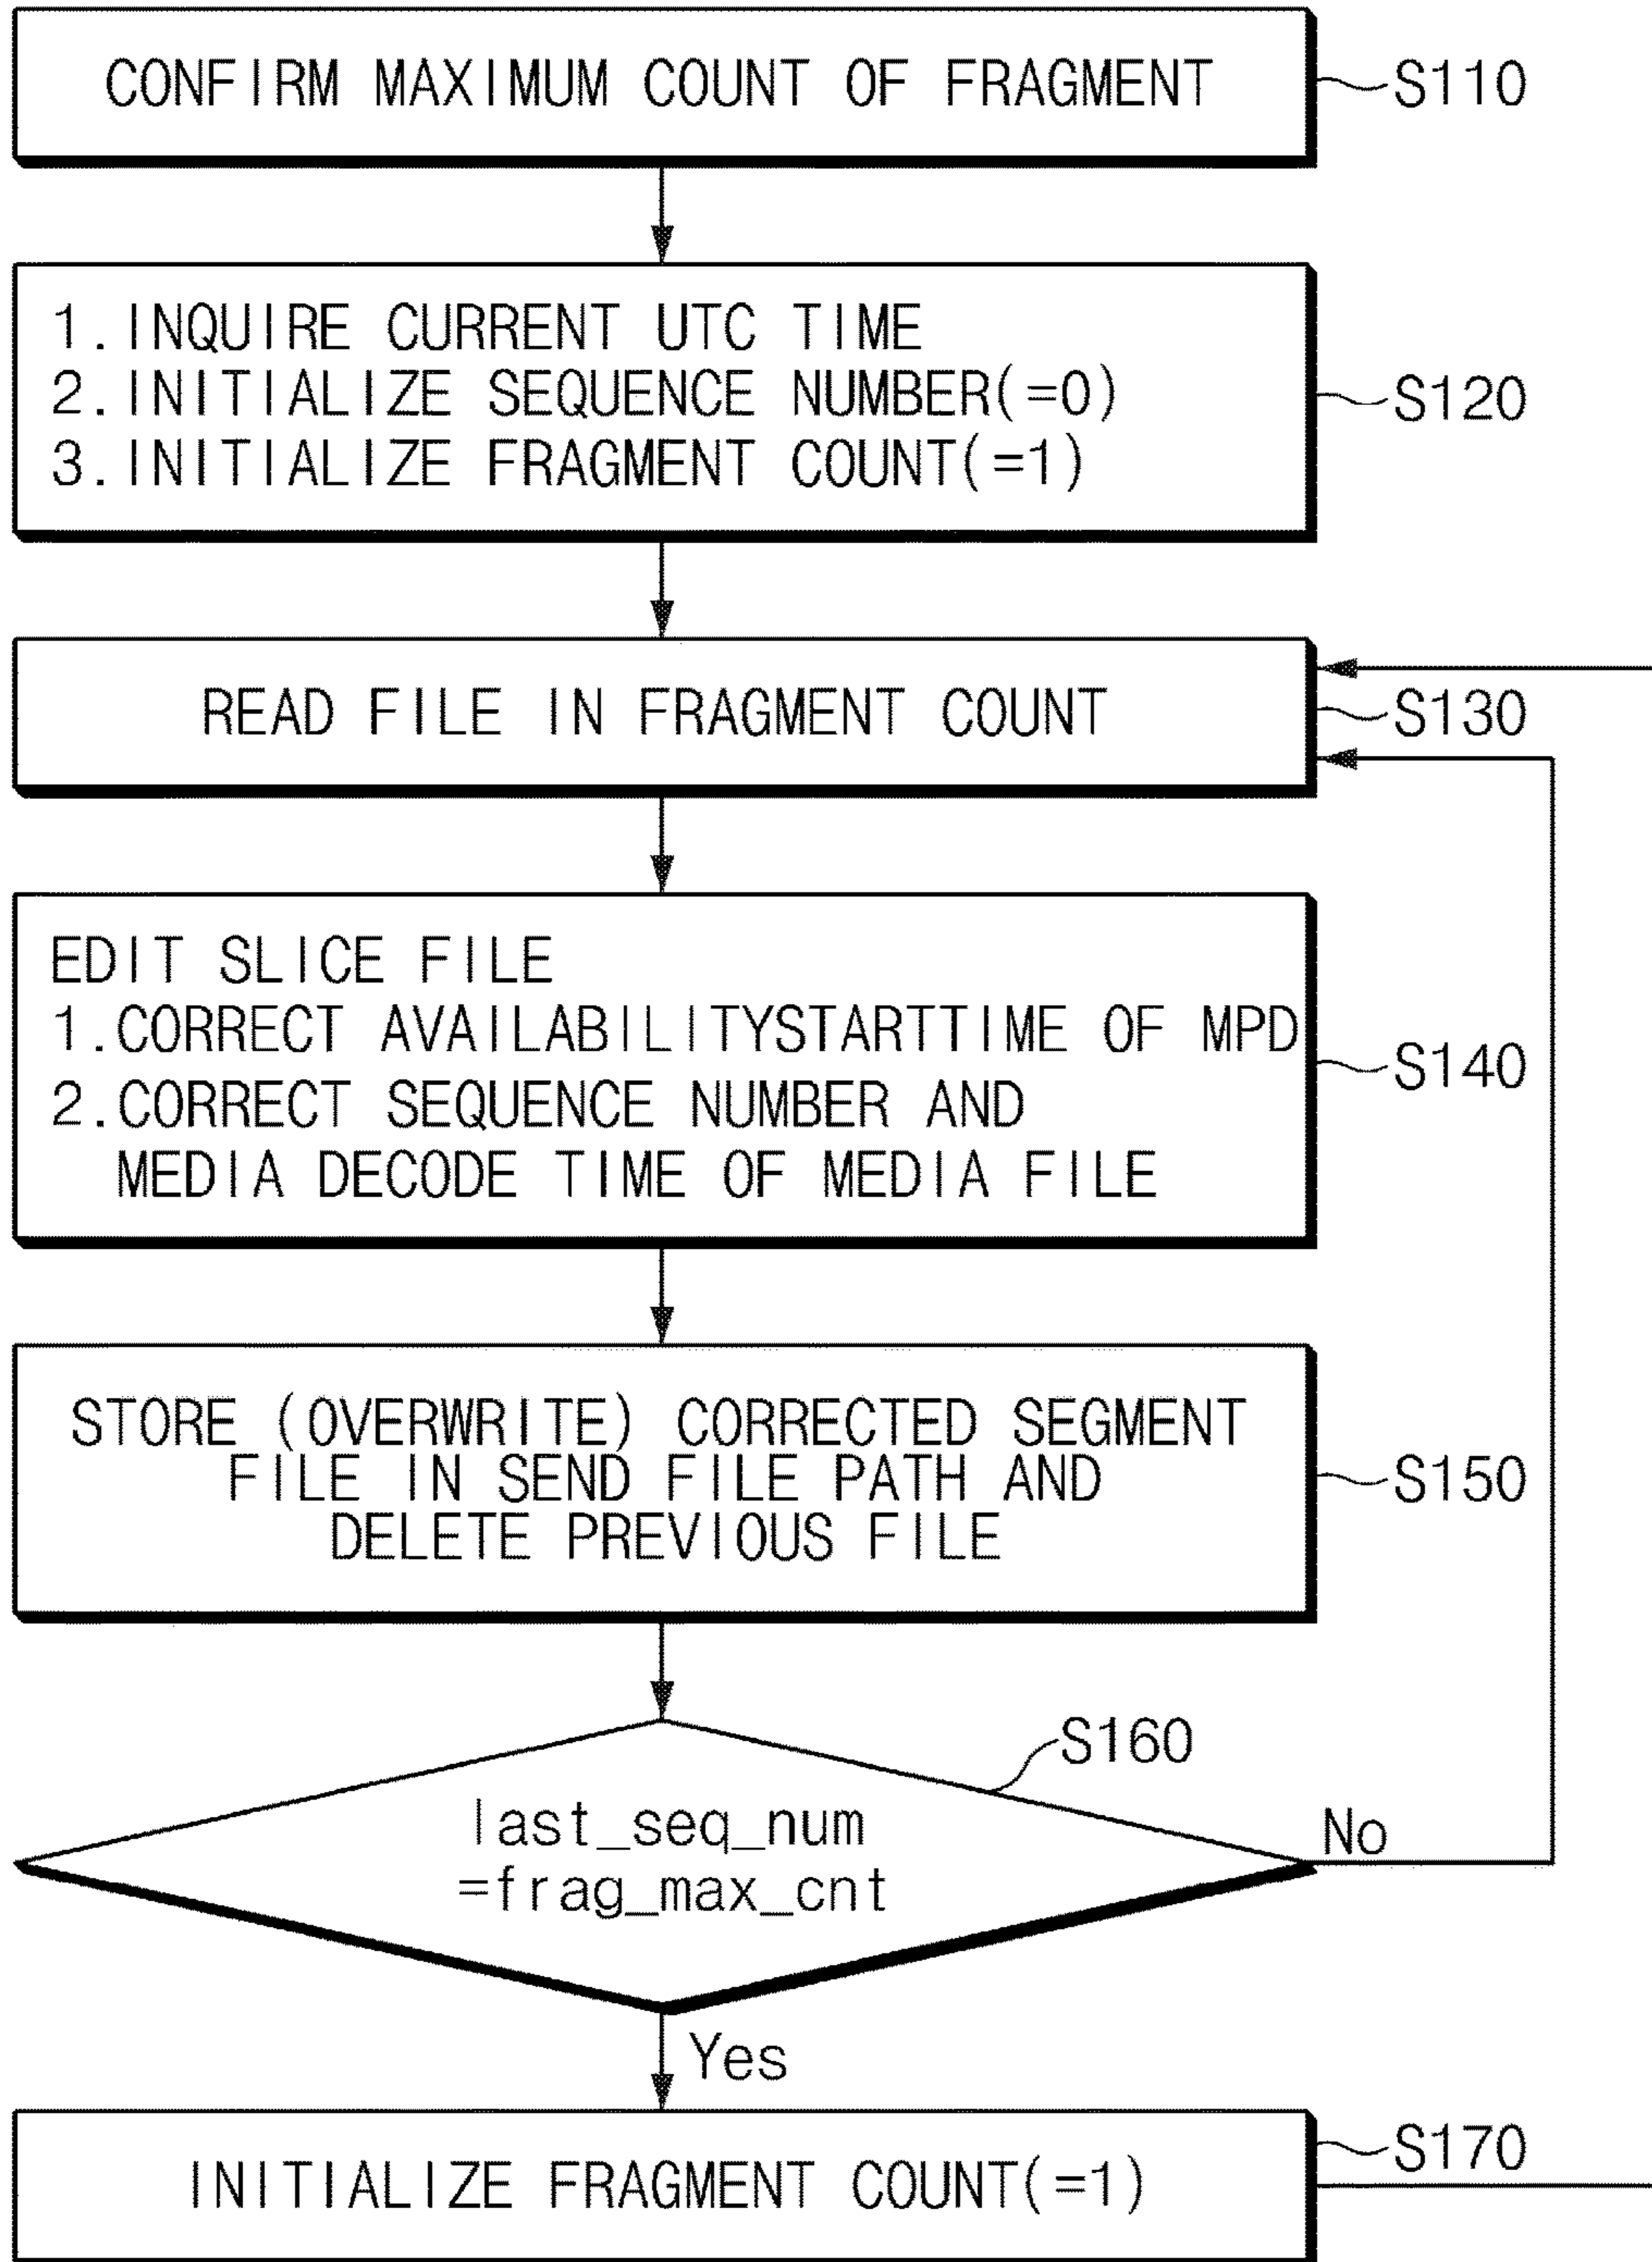 CONFIRM MAXIMUM COUNT OF FRAGMENT
S110
1.INQUIRE CURRENT UTC TIME
2.INITIALIZE SEQUENCE NUMBER(=0)
3.INITIALIZE FRAGMENT COUNT(=1)
S120
READ FILE IN FRAGMENT COUNT
S130
EDIT SLICE FILE
1.CORRECT AVAILABILITYSTARTTIME OF MPD
2.CORRECT SEQUENCE NUMBER AND
MEDIA DECODE TIME OF MEDIA FILE
S140
STORE (OVERWRITE) CORRECTED SEGMENT
FILE IN SEND FILE PATH AND
DELETE PREVIOUS FILE
S150
S160
last_seq_num
=frag_max_cnt
No
Yes
INITIALIZE FRAGMENT COUNT(=1)
S170